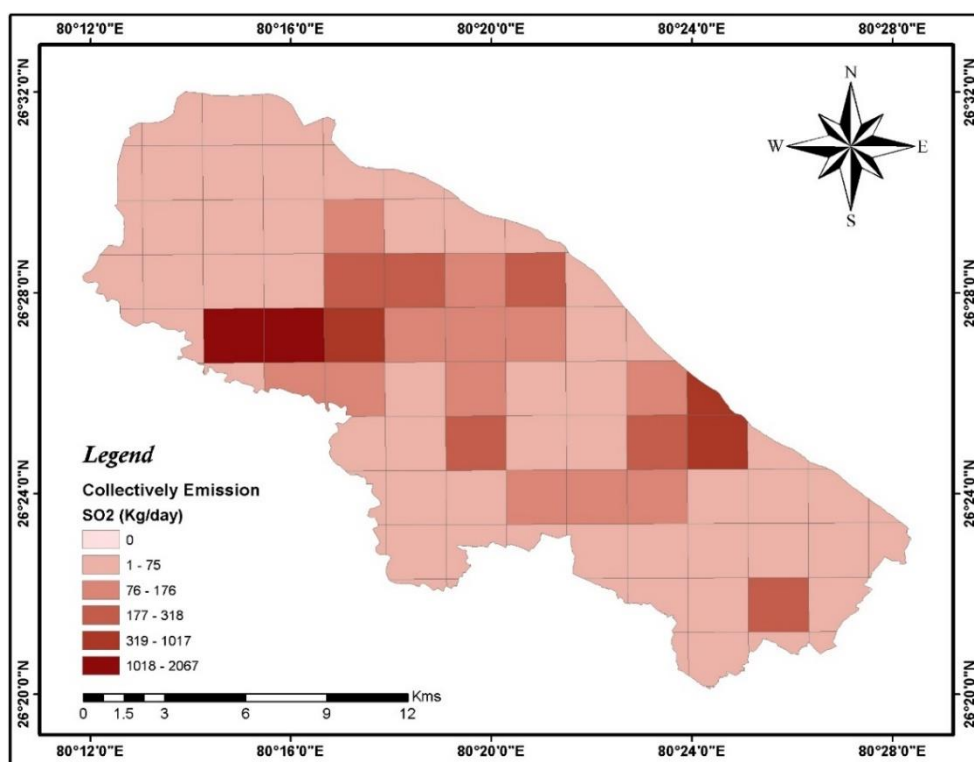 80°12'0"E 80°16'0"E 80°20'0"E 80°24'0"E 80°28'0"E
26°32'0"N 26°32'0"N
N
W E
S
26°28'0"N 26°28'0"N
Legend
Collectively Emission
SO2 (Kg/day)
0
1 - 75
76 - 176
177 - 318
319 - 1017
1018 - 2067
26°24'0"N 26°24'0"N
Kms
0 1.5 3 6 9 12
26°20'0"N 26°20'0"N
80°12'0"E 80°16'0"E 80°20'0"E 80°24'0"E 80°28'0"E